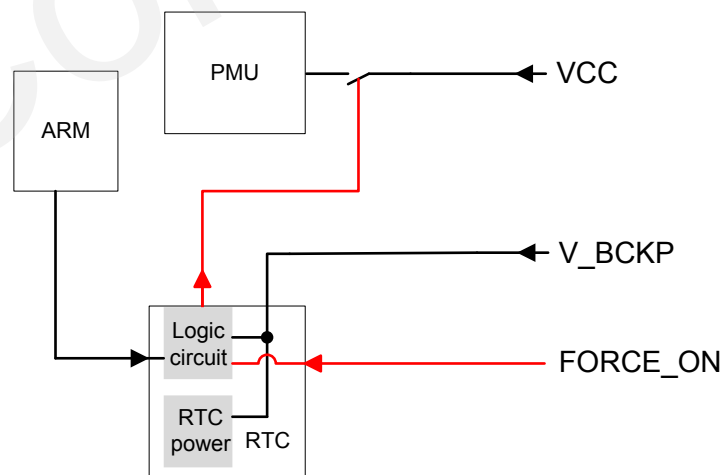 PMU
VCC
ARM
V_BCKP
Logic
circuit
FORCE_ON
RTC
power
RTC